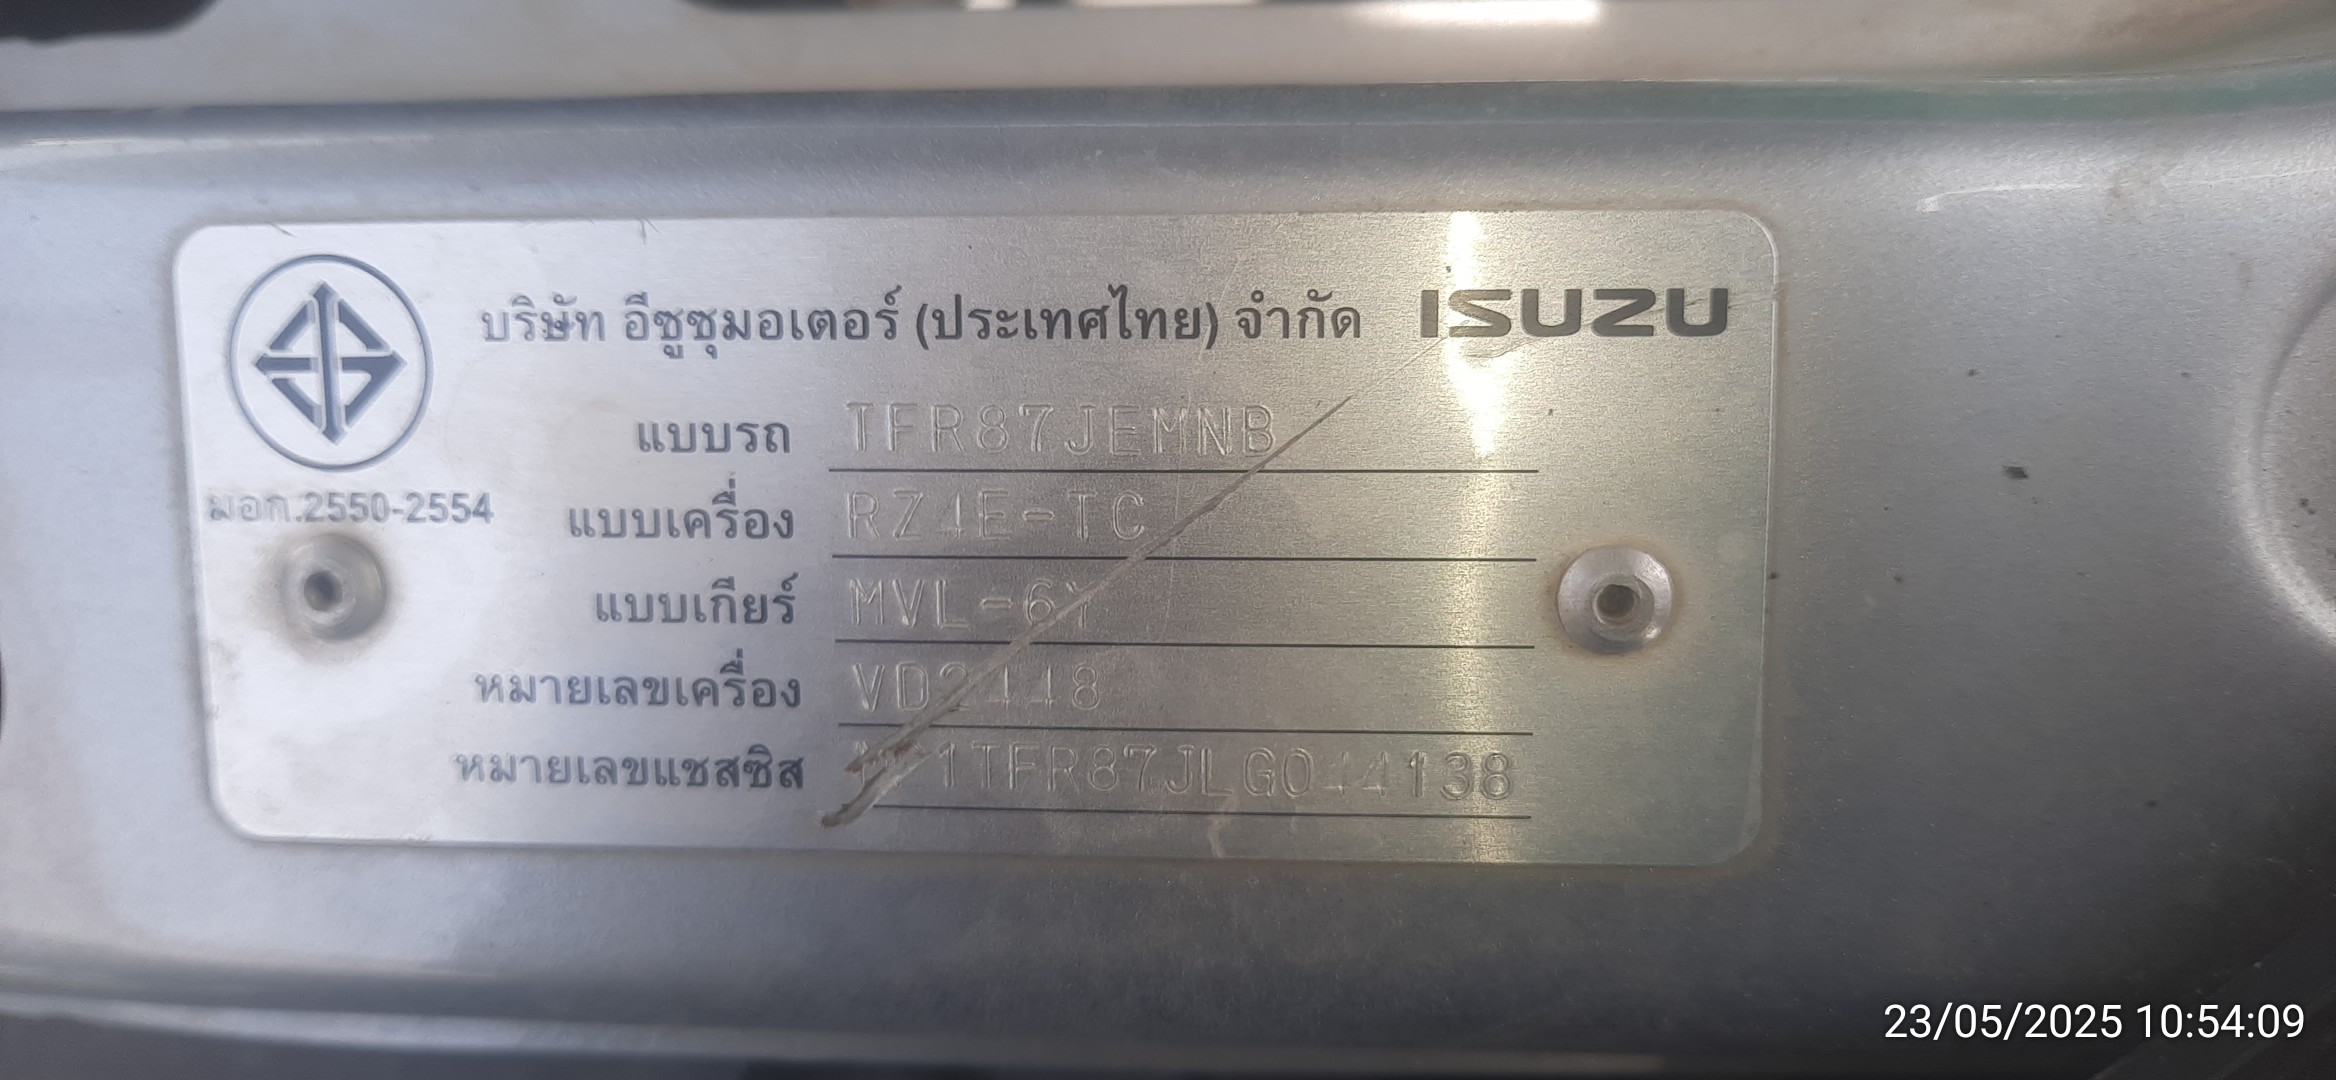 บริษัท อีซูซุมอเตอร์ (ประเทศไทย) จำกัด ISUZU
แบบรถ TFR87JEMNB
มอก.2550-2554
แบบเครื่อง RZ4E-TC
แบบเกียร์ MVL-6Y
หมายเลขเครื่อง VD2448
หมายเลขแชสซิส
23/05/2025 10:54:09